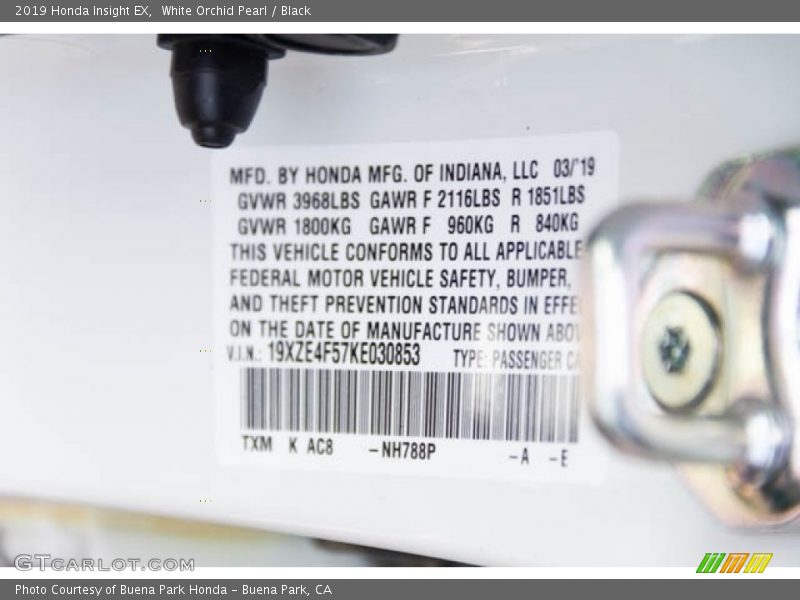 2019 Honda Insight EX,  White Orchid Pearl / Black
MFD. BY HONDA MFG. OF INDIANA, LLC 03/'19
GVWR 3968LBS GAWR F 2116LBS R 1851LBS
GVWR 1800KG GAWR F 960KG R 840KG
THIS VEHICLE CONFORMS TO ALL APPLICABLE
FEDERAL MOTOR VEHICLE SAFETY, BUMPER,
AND THEFT PREVENTION STANDARDS IN EFFE
ON THE DATE OF MANUFACTURE SHOWN ABO
V.I.N.: 19XZE4F57KE030853 TYPE: PASSENGER CA
TXM K AC8 -NH788P -A -E
GTCARLOT.COM
Photo Courtesy of Buena Park Honda - Buena Park, CA